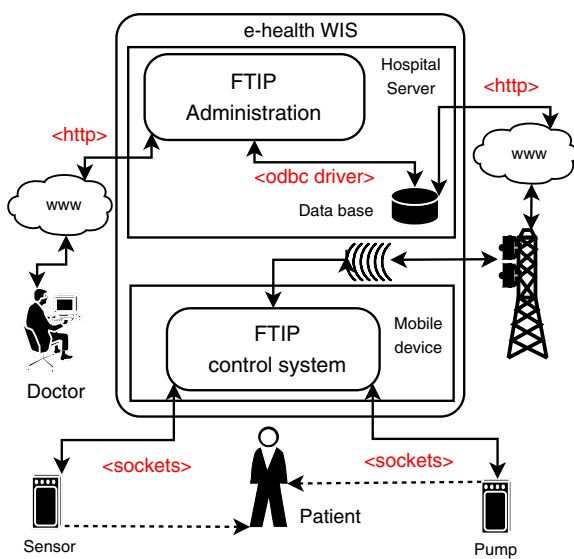 e-health WIS
FTIP
Administration
Hospital
Server
<http>
<http>
www
www
<odbc driver>
Data base
Doctor
FTIP
control system
Mobile
device
<sockets>
<sockets>
Patient
Sensor
Pump